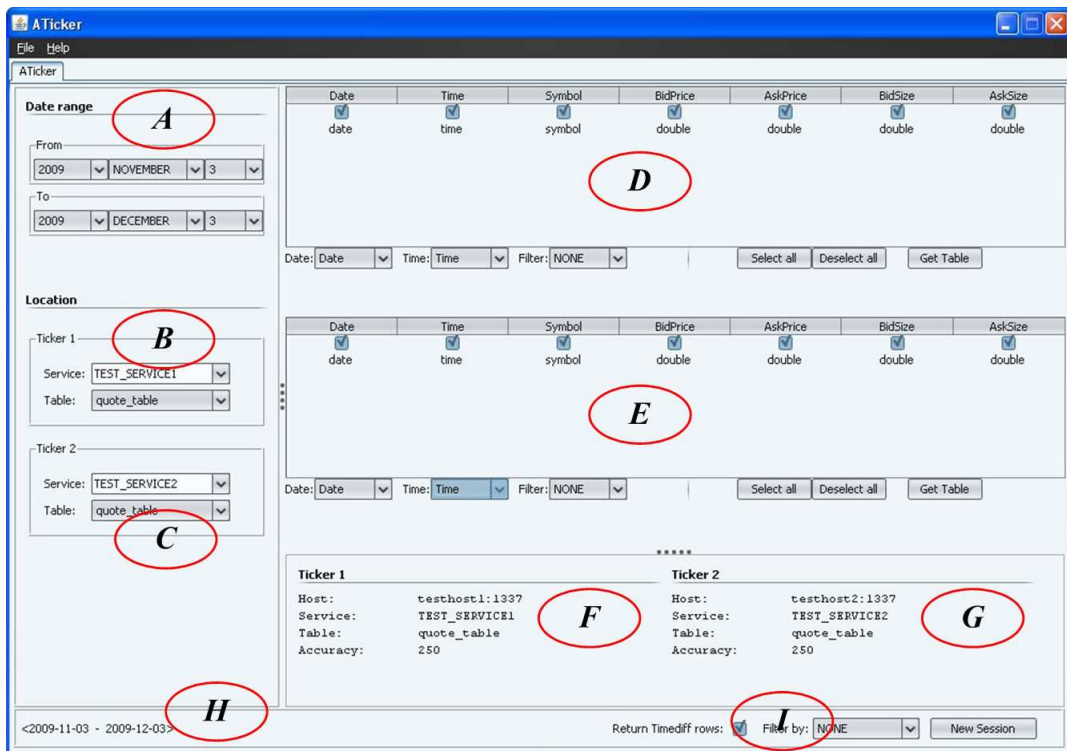 ATicker
File Help
ATicker
Date range
A
From
2009 NOVEMBER 3
To
2009 DECEMBER 3
Location
Ticker 1
B
Service: TEST_SERVICE1
Table: quote_table
Ticker 2
Service: TEST_SERVICE2
Table: quote_table
C
Date Time Symbol BidPrice AskPrice BidSize AskSize
date time symbol double double double double
D
Date: Date Time: Time Filter: NONE Select all Deselect all Get Table
Date Time Symbol BidPrice AskPrice BidSize AskSize
date time symbol double double double double
E
Date: Date Time: Time Filter: NONE Select all Deselect all Get Table
Ticker 1
Host: testhost1:1337
Service: TEST_SERVICE1
Table: quote_table
Accuracy: 250
F
Ticker 2
Host: testhost2:1337
Service: TEST_SERVICE2
Table: quote_table
Accuracy: 250
G
H
<2009-11-03 - 2009-12-03>
Return Timediff rows: I Filter by: NONE New Session